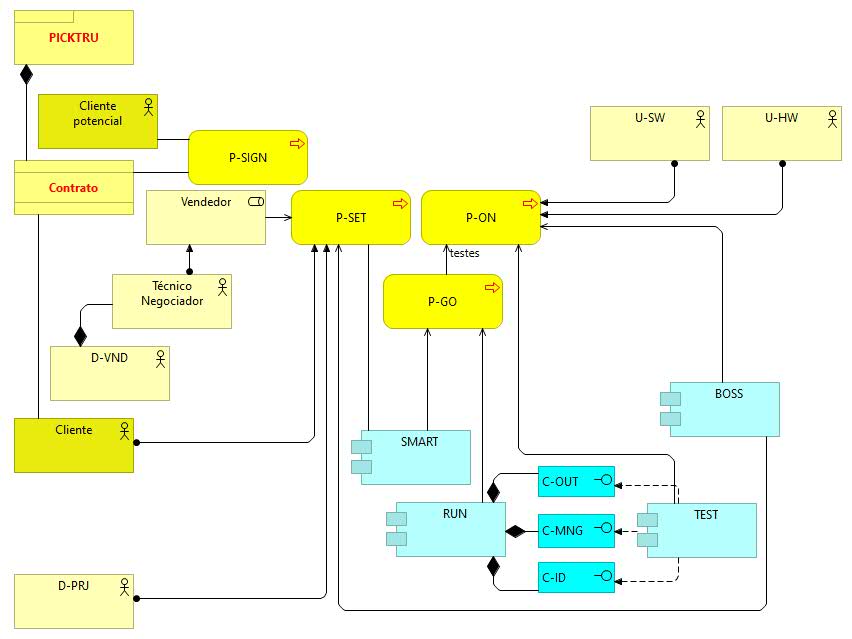 PICKTRU
Cliente
potencial
U-SW
U-HW
P-SIGN
Contrato
Vendedor
P-SET
P-ON
testes
Técnico
Negociador
P-GO
D-VND
BOSS
Cliente
SMART
C-OUT
RUN
TEST
C-MNG
C-ID
D-PRJ